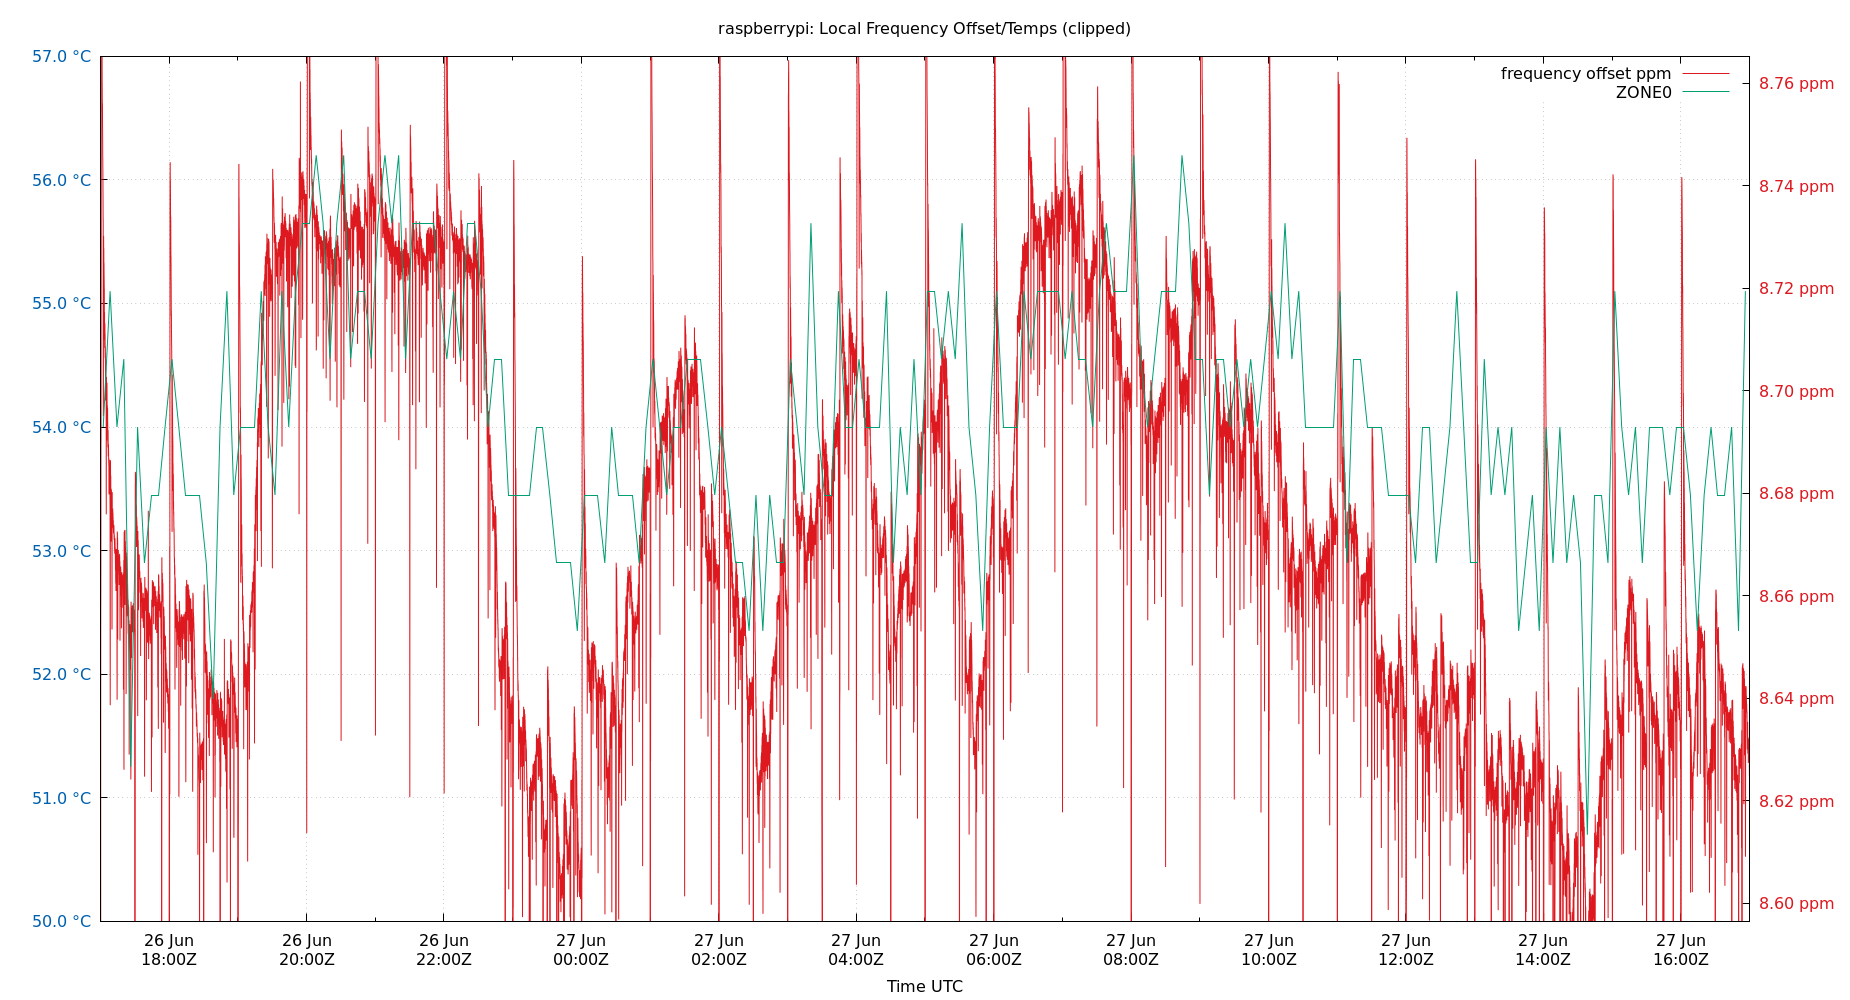 raspberrypi: Local Frequency Offset/Temps (clipped)
57.0 °C
56.0 °C
55.0 °C
54.0 °C
53.0 °C
52.0 °C
51.0 °C
50.0 °C
frequency offset ppm
ZONE0
8.76 ppm
8.74 ppm
8.72 ppm
8.70 ppm
8.68 ppm
8.66 ppm
8.64 ppm
8.62 ppm
8.60 ppm
26 Jun
18:00Z
26 Jun
20:00Z
26 Jun
22:00Z
27 Jun
00:00Z
27 Jun
02:00Z
27 Jun
04:00Z
27 Jun
06:00Z
27 Jun
08:00Z
27 Jun
10:00Z
27 Jun
12:00Z
27 Jun
14:00Z
27 Jun
16:00Z
Time UTC